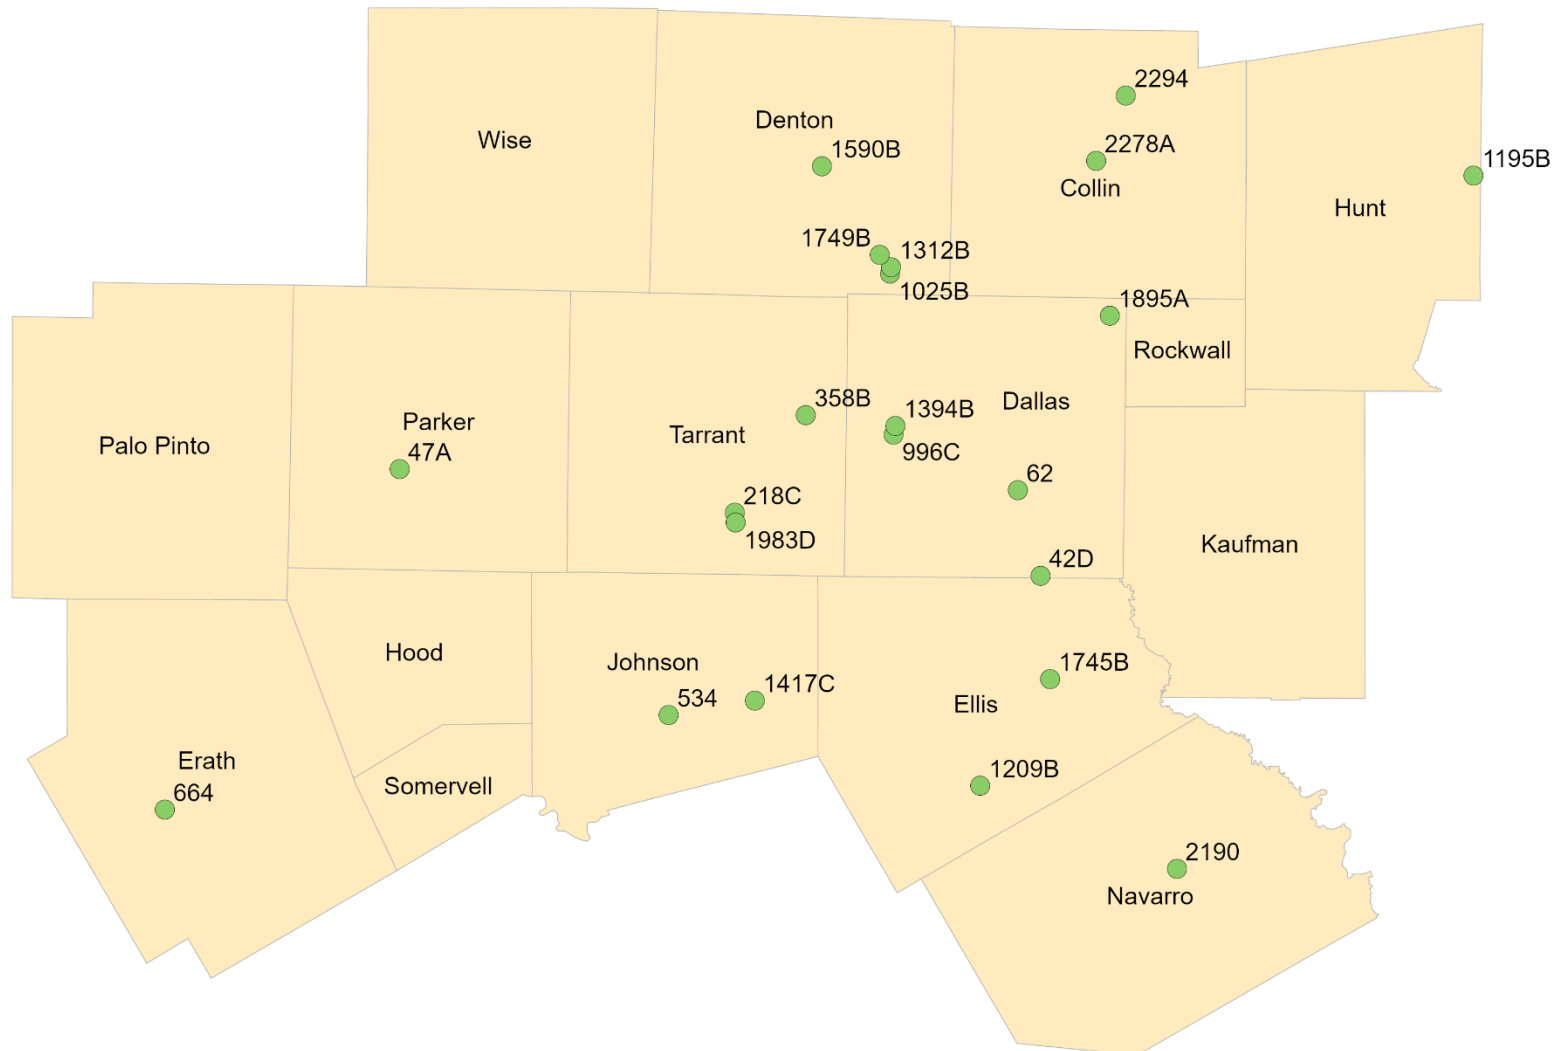 2294
Denton
Wise
2278A
1590B
1195B
Collin
Hunt
1749B
1312B
1025B
1895A
Rockwall
358B
Dallas
1394B
Parker
Tarrant
Palo Pinto
47A
996C
62
218C
1983D
Kaufman
42D
Hood
Johnson
1745B
1417C
534
Ellis
Erath
1209B
Somervell
664
2190
Navarro